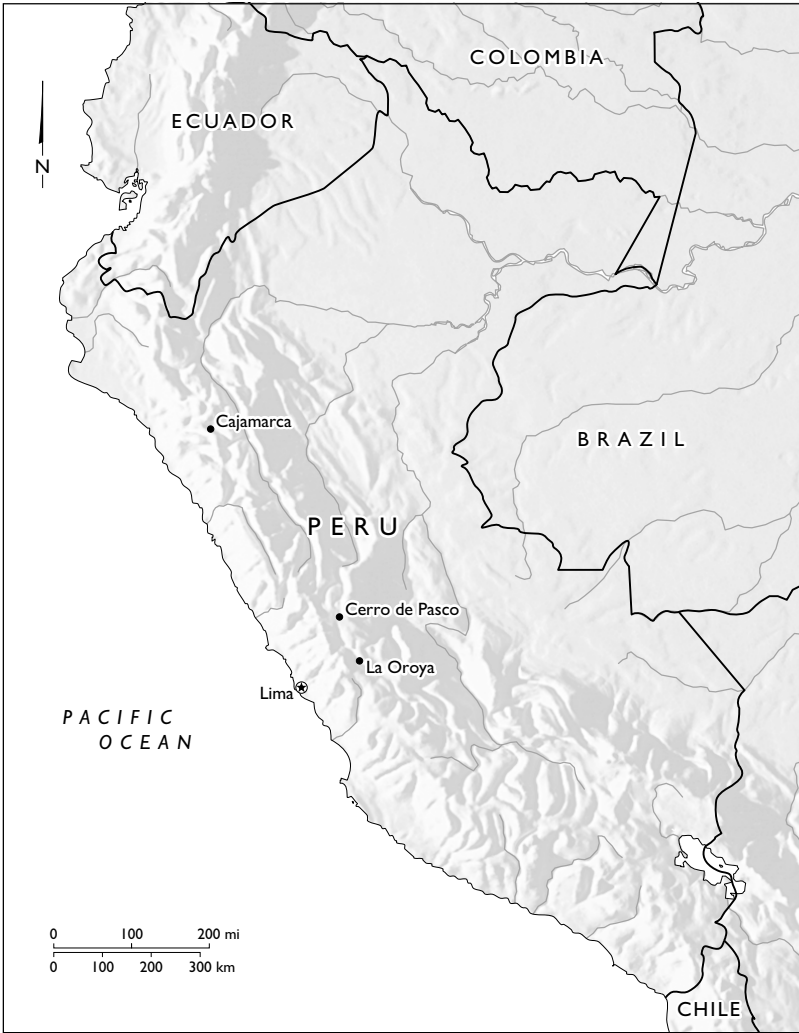 COLOMBIA
ECUADOR
N
Cajamarca
BRAZIL
PERU
Cerro de Pasco
La Oroya
Lima
PACIFIC
OCEAN
0 100 200 mi
0 100 200 300 km
CHILE